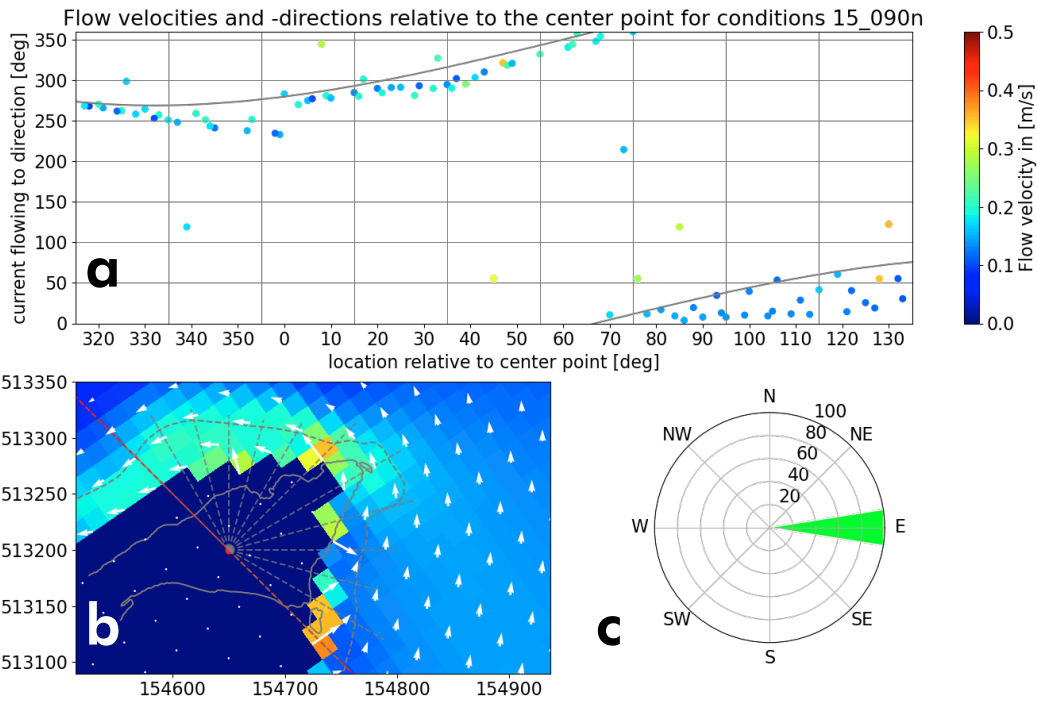 Flow velocities and -directions relative to the center point for conditions 15_090n
current flowing to direction [deg]
350
300
250
200
150
100
50
0
320 330 340 350 0 10 20 30 40 50 60 70 80 90 100 110 120 130
location relative to center point [deg]
a
0.5
0.4
0.3
0.2
0.1
0.0
Flow velocity in [m/s]
513350
513300
513250
513200
513150
513100
154600 154700 154800 154900
b
N
NE
E
SE
S
SW
W
NW
100
80
60
40
20
c